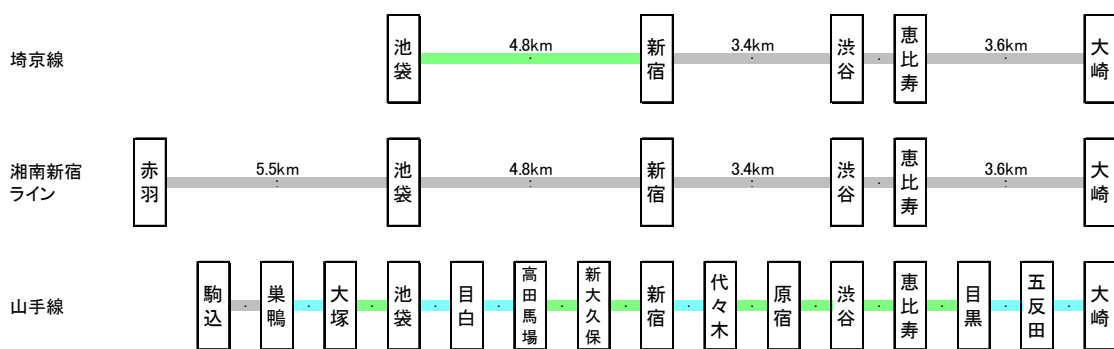 埼京線
池袋
4.8km
新宿
3.4km
渋谷
恵比寿
3.6km
大崎
湘南新宿
ライン
赤羽
5.5km
池袋
4.8km
新宿
3.4km
渋谷
恵比寿
3.6km
大崎
山手線
駒込
巣鴨
大塚
池袋
目白
高田馬場
新大久保
新宿
代々木
原宿
渋谷
恵比寿
目黒
五反田
大崎